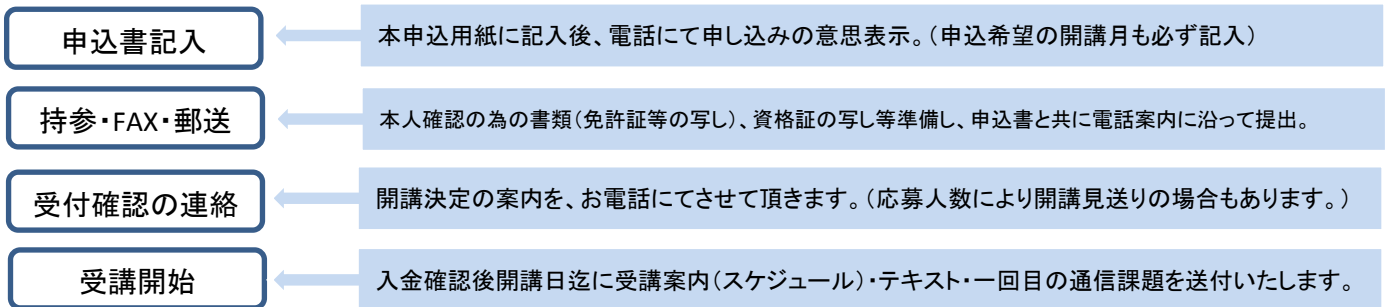 申込書記入
本申込用紙に記入後、電話にて申し込みの意思表示。(申込希望の開講月も必ず記入)
持参・FAX・郵送
本人確認の為の書類(免許証等の写し)、資格証の写し等準備し、申込書と共に電話案内に沿って提出。
受付確認の連絡
開講決定の案内を、お電話にてさせて頂きます。(応募人数により開講見送りの場合もあります。)
受講開始
入金確認後開講日迄に受講案内(スケジュール)・テキスト・一回目の通信課題を送付いたします。